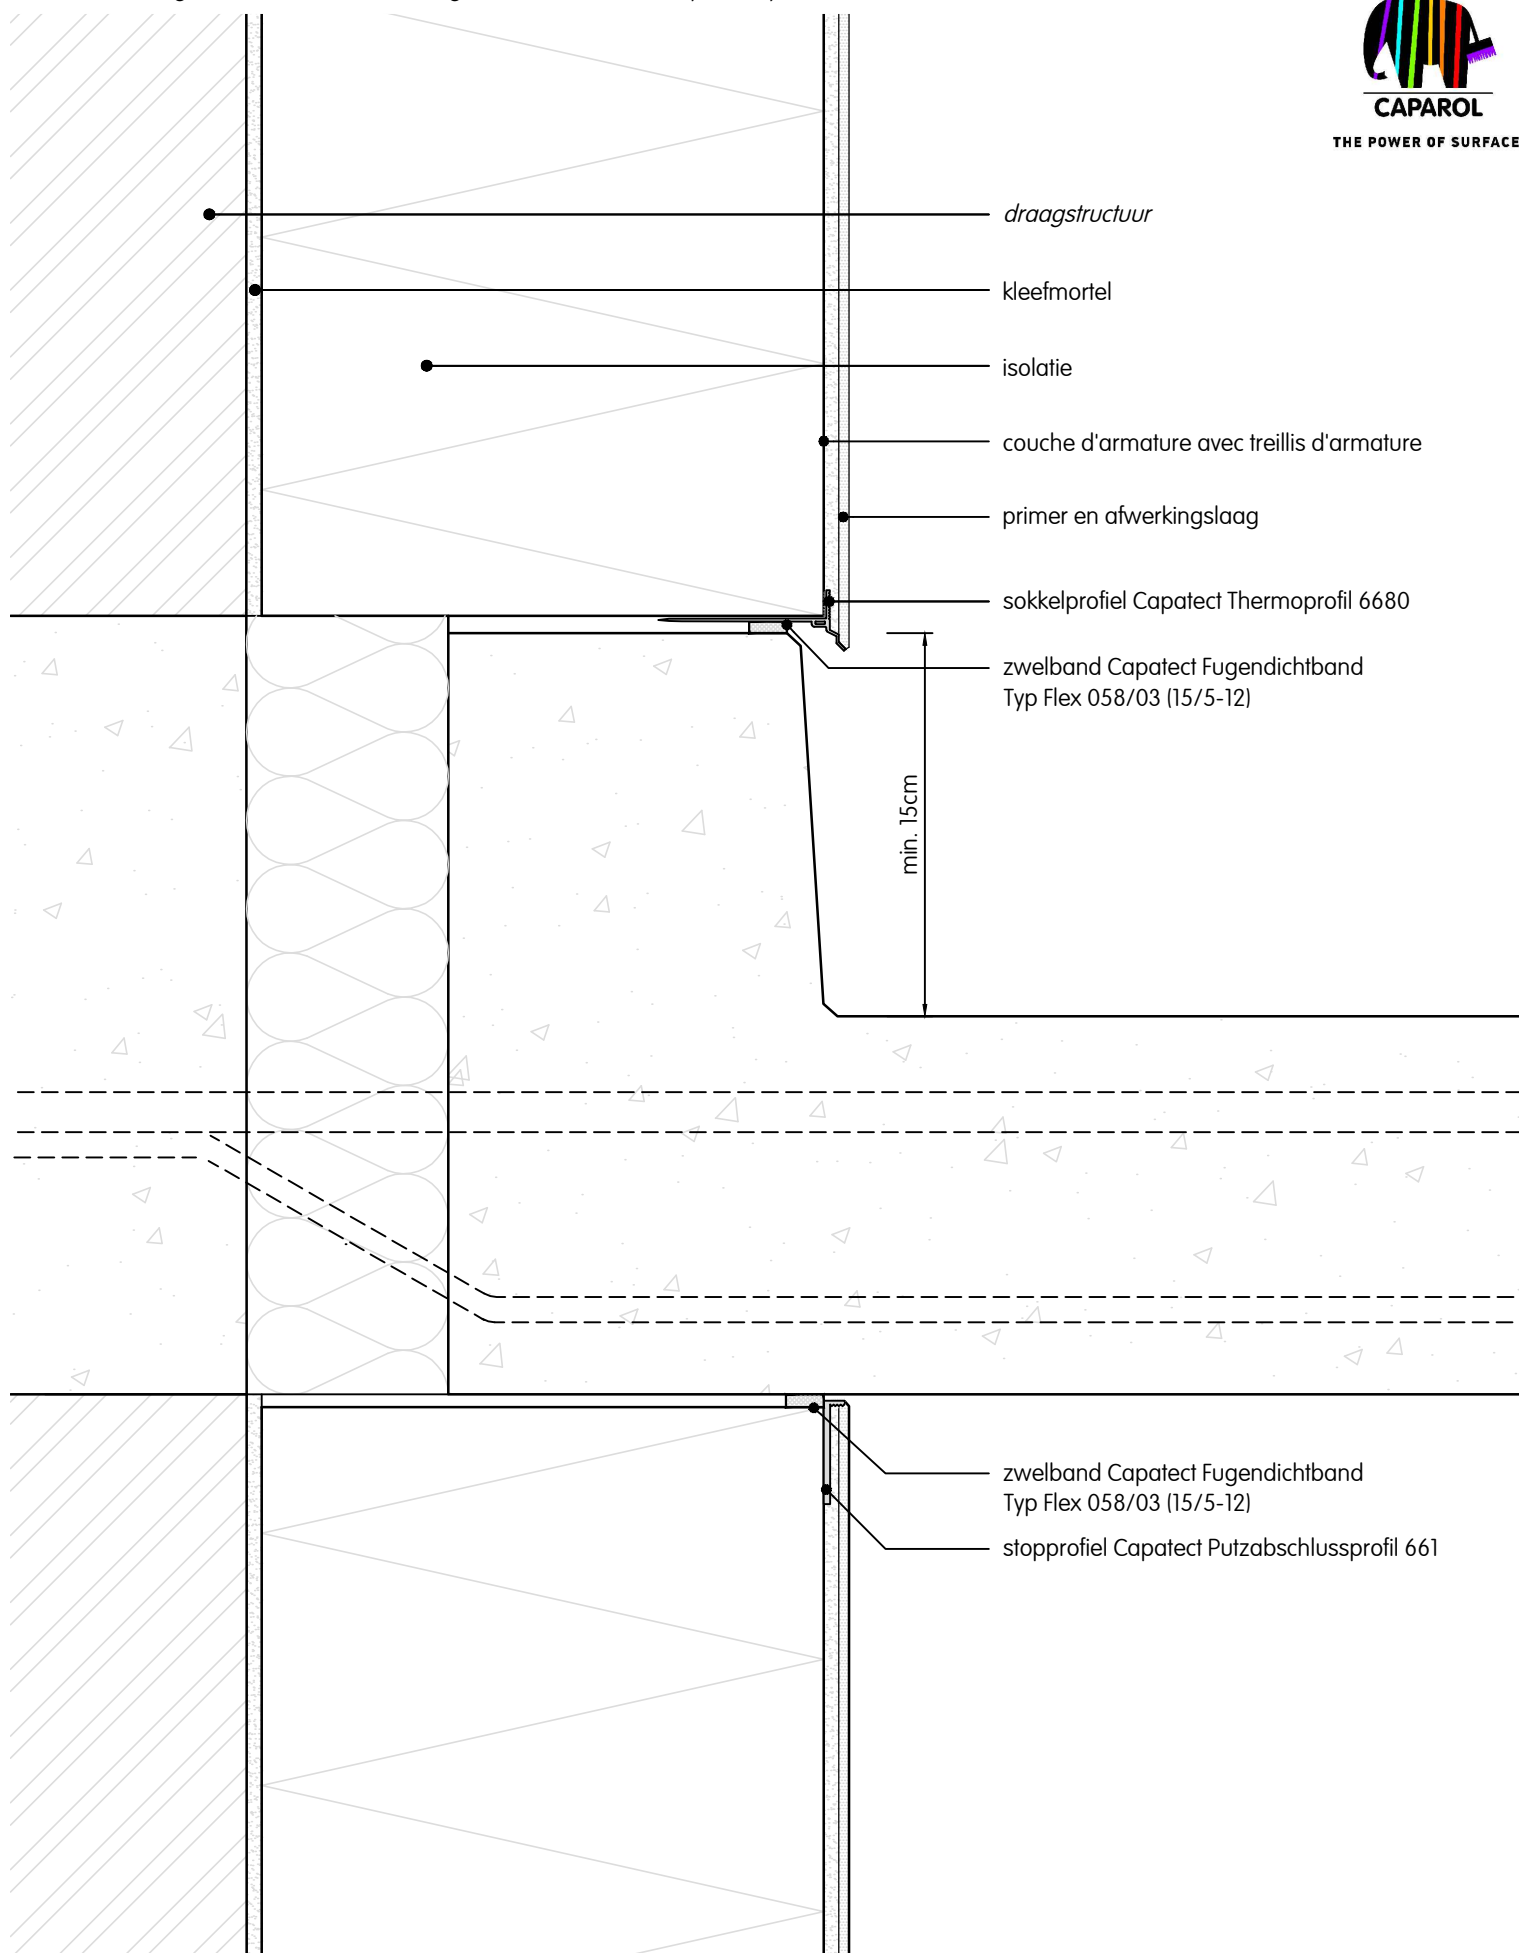 CAPAROL
THE POWER OF SURFACE
draagstructuur
kleefmortel
isolatie
couche d'armature avec treillis d'armature
primer en afwerkingslaag
sokkelprofiel Capatect Thermoprofil 6680
zwelband Capatect Fugendichtband
Typ Flex 058/03 (15/5-12)
min. 15cm
zwelband Capatect Fugendichtband
Typ Flex 058/03 (15/5-12)
stopprofiel Capatect Putzabschlussprofil 661